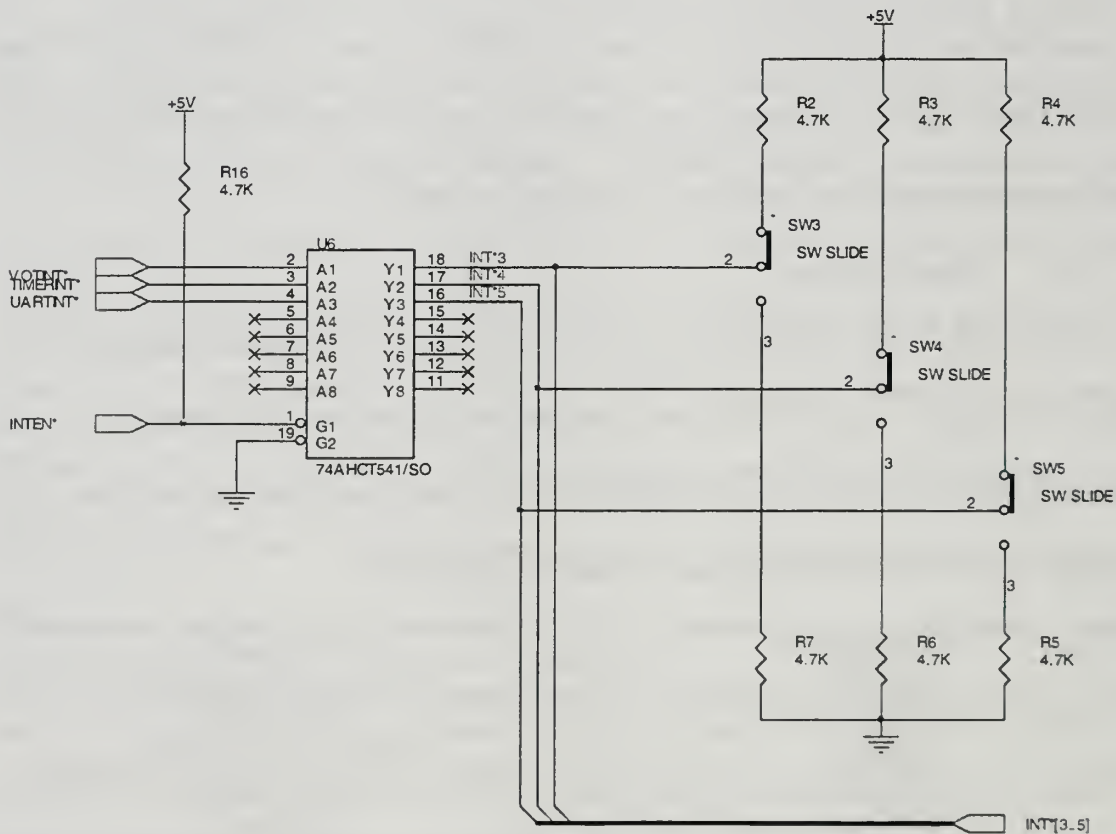 +5V
+5V
R2
4.7K
R3
4.7K
R4
4.7K
R16
4.7K
SW3
SW SLIDE
2
3
U6
VOTINT*
TIMERINT*
UARTINT*
2 A1 Y1 18 INT*3
3 A2 Y2 17 INT*4
4 A3 Y3 16 INT*5
5 A4 Y4 15
6 A5 Y5 14
7 A6 Y6 13
8 A7 Y7 12
9 A8 Y8 11
INTEN*
1 G1
19 G2
74AHCT541/SO
SW4
SW SLIDE
2
3
SW5
SW SLIDE
2
3
R7
4.7K
R6
4.7K
R5
4.7K
INT*[3..5]